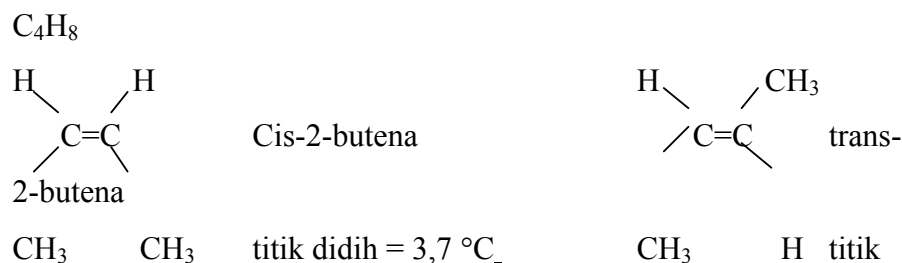 C₄H₈
H H H CH₃
C=C Cis-2-butena C=C trans-
2-butena
CH₃ CH₃ titik didih = 3,7 °C CH₃ H titik